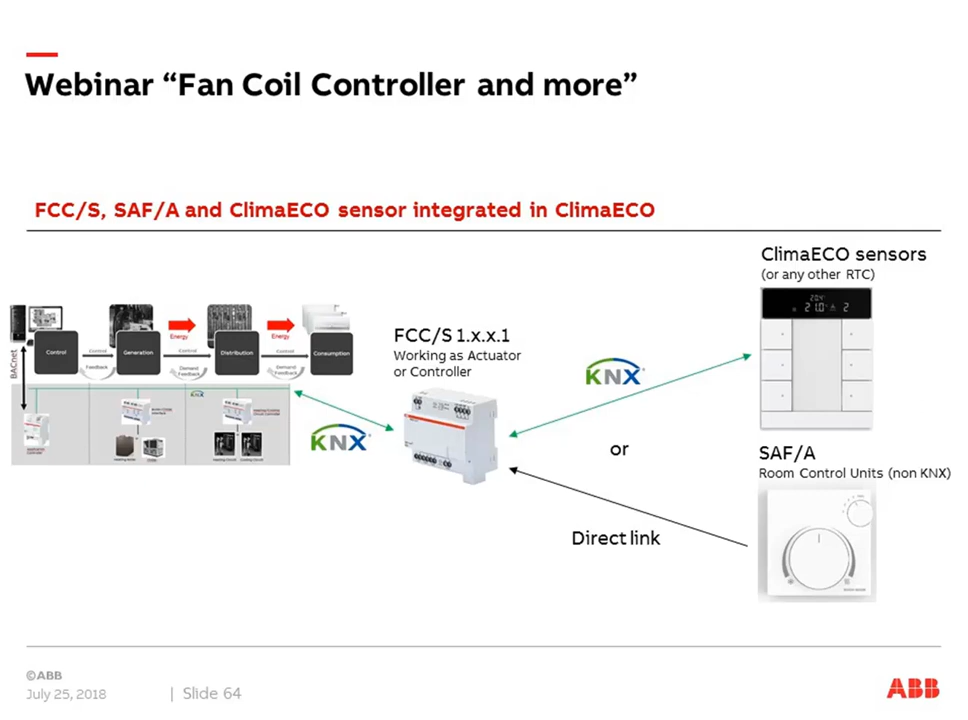 Webinar “Fan Coil Controller and more”
FCC/S, SAF/A and ClimaECO sensor integrated in ClimaECO
ClimaECO sensors
(or any other RTC)
FCC/S 1.x.x.1
Working as Actuator
or Controller
BACnet
Control
Control
Feedback
Generation
Energy
Control
Demand
Feedback
Distribution
Energy
Control
Demand
Feedback
Consumption
KNX
KNX
KNX
or
SAF/A
Room Control Units (non KNX)
Direct link
©ABB
July 25, 2018
| Slide 64
ABB